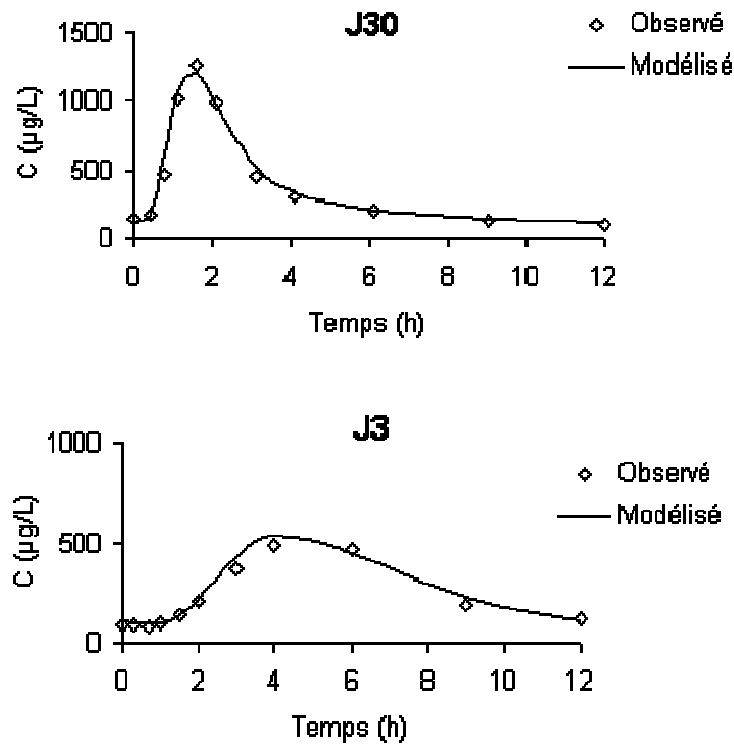 J30
Observé
Modélisé
C (µg/L)
1500
1000
500
0
0 2 4 6 8 10 12
Temps (h)
J3
Observé
Modélisé
C (µg/L)
1000
500
0
0 2 4 6 8 10 12
Temps (h)